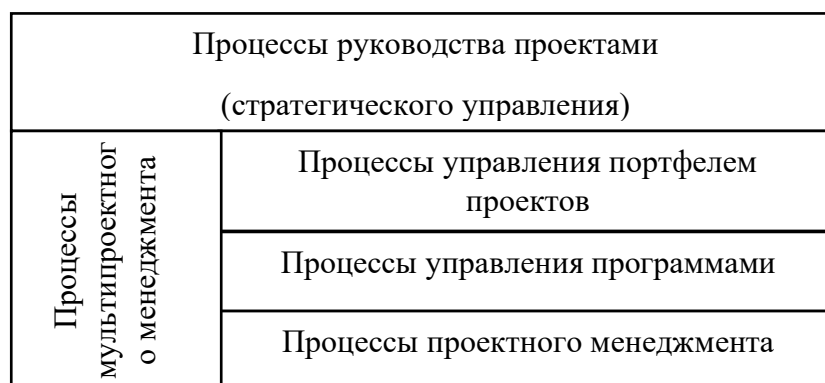 Процессы руководства проектами
(стратегического управления)
Процессы
мультипроектног
о менеджмента
Процессы управления портфелем
проектов
Процессы управления программами
Процессы проектного менеджмента